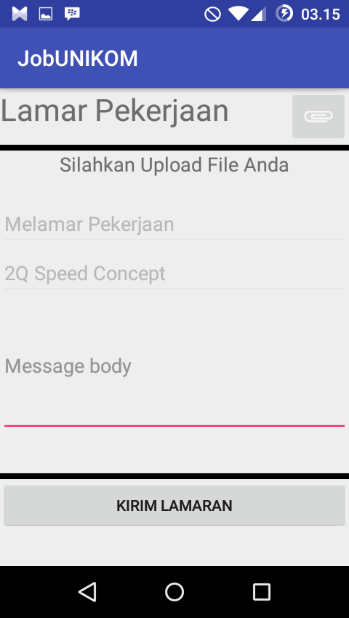 03.15
JobUNIKOM
Lamar Pekerjaan
Silahkan Upload File Anda
Melamar Pekerjaan
2Q Speed Concept
Message body
KIRIM LAMARAN